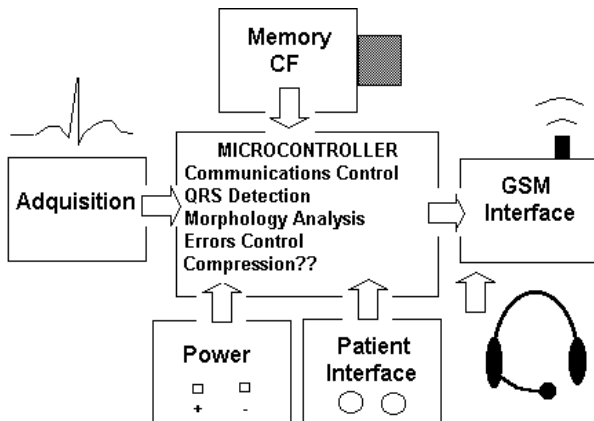 Memory
CF
MICROCONTROLLER
Communications Control
QRS Detection
Morphology Analysis
Errors Control
Compression??
Adquisition
GSM
Interface
Power
+ -
Patient
Interface